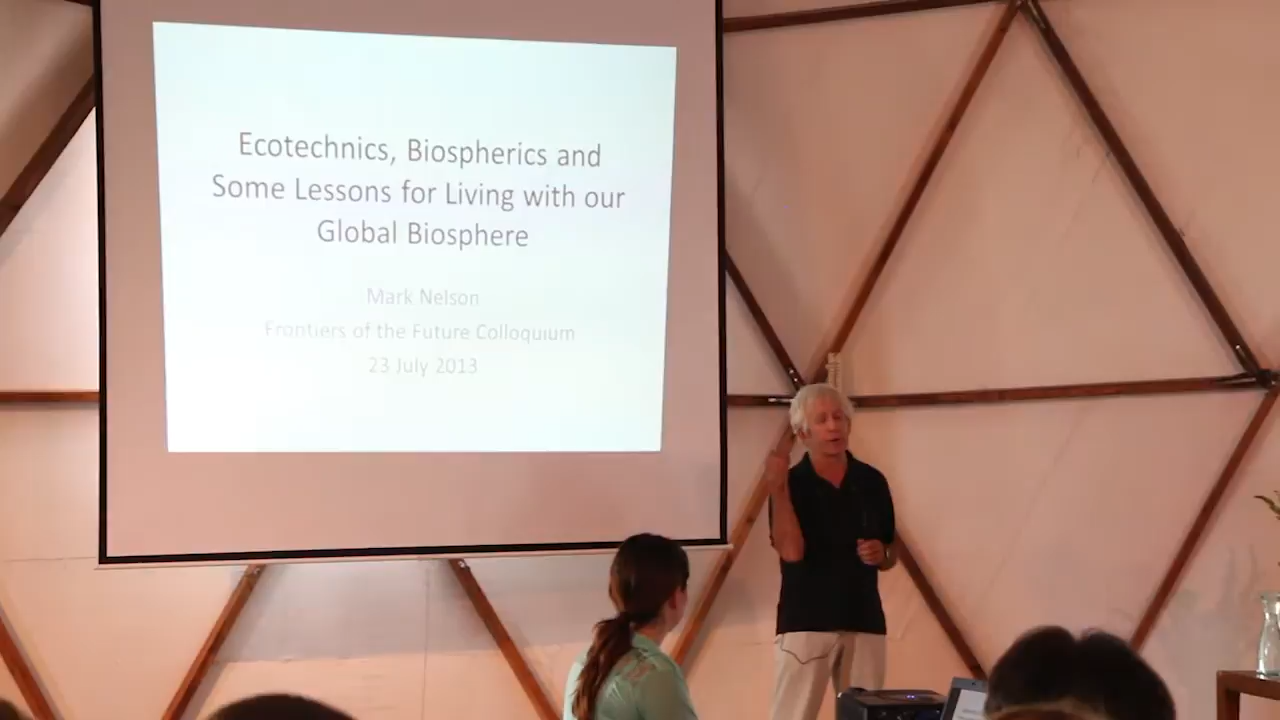 Ecotechnics, Biospherics and
Some Lessons for Living with our
Global Biosphere
Mark Nelson
Frontiers of the Future Colloquium
23 July 2013